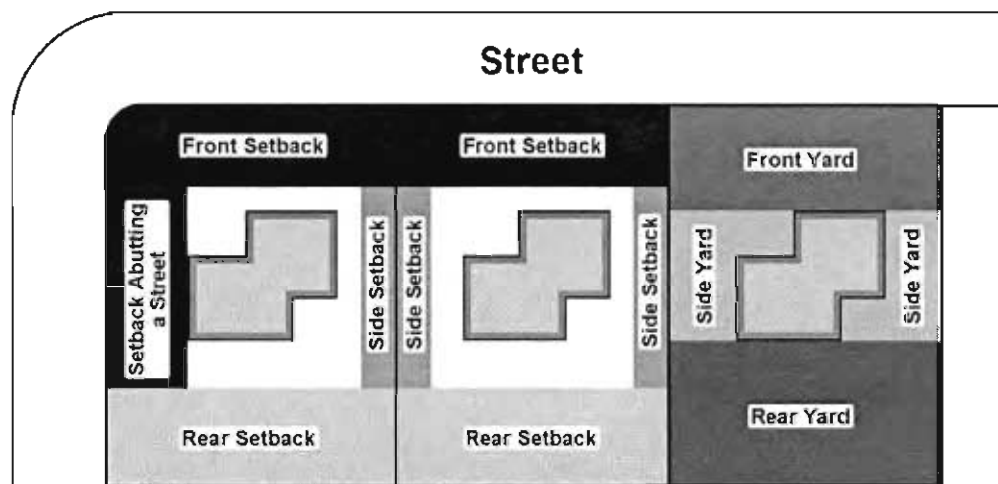 Street
Front Setback
Front Setback
Front Yard
Setback Abutting
a Street
Side Setback
Side Setback
Side Setback
Side Yard
Side Yard
Rear Setback
Rear Setback
Rear Yard